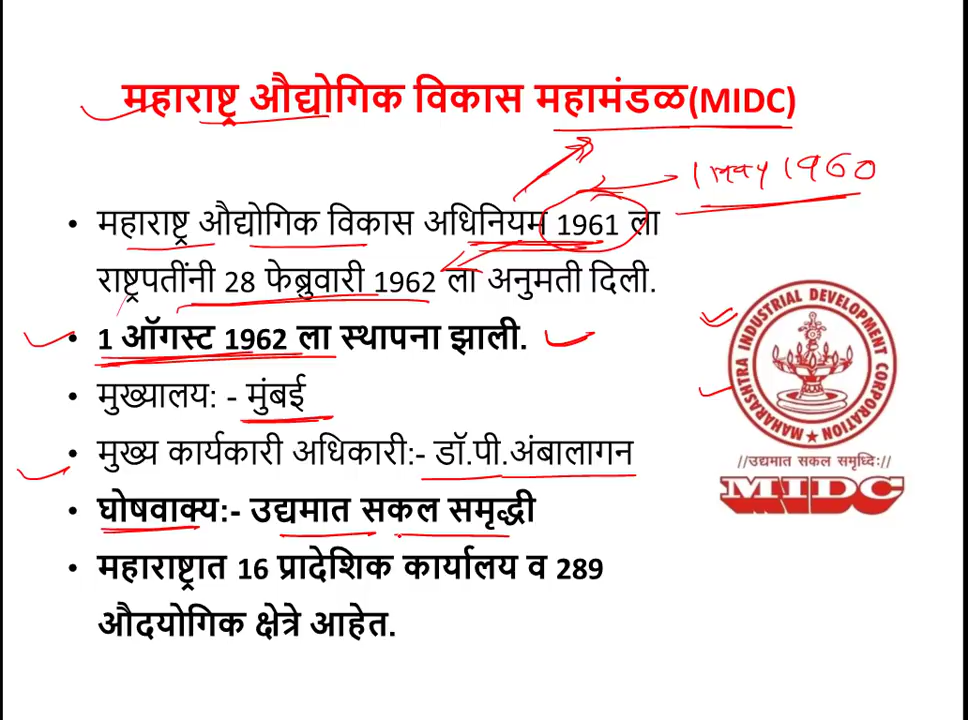 महाराष्ट्र औद्योगिक विकास महामंडळ(MIDC)
1 may 1960
• महाराष्ट्र औद्योगिक विकास अधिनियम 1961 ला
राष्ट्रपतींनी 28 फेब्रुवारी 1962 ला अनुमती दिली.
• 1 ऑगस्ट 1962 ला स्थापना झाली.
• मुख्यालय: - मुंबई
• मुख्य कार्यकारी अधिकारी:- डॉ.पी.अंबालागन
• घोषवाक्य:- उद्यमात सकल समृद्धी
• महाराष्ट्रात 16 प्रादेशिक कार्यालय व 289
औदयोगिक क्षेत्रे आहेत.
MAHARASHTRA INDUSTRIAL DEVELOPMENT CORPORATION
//उद्यमात सकल समृध्दिः//
MIDC